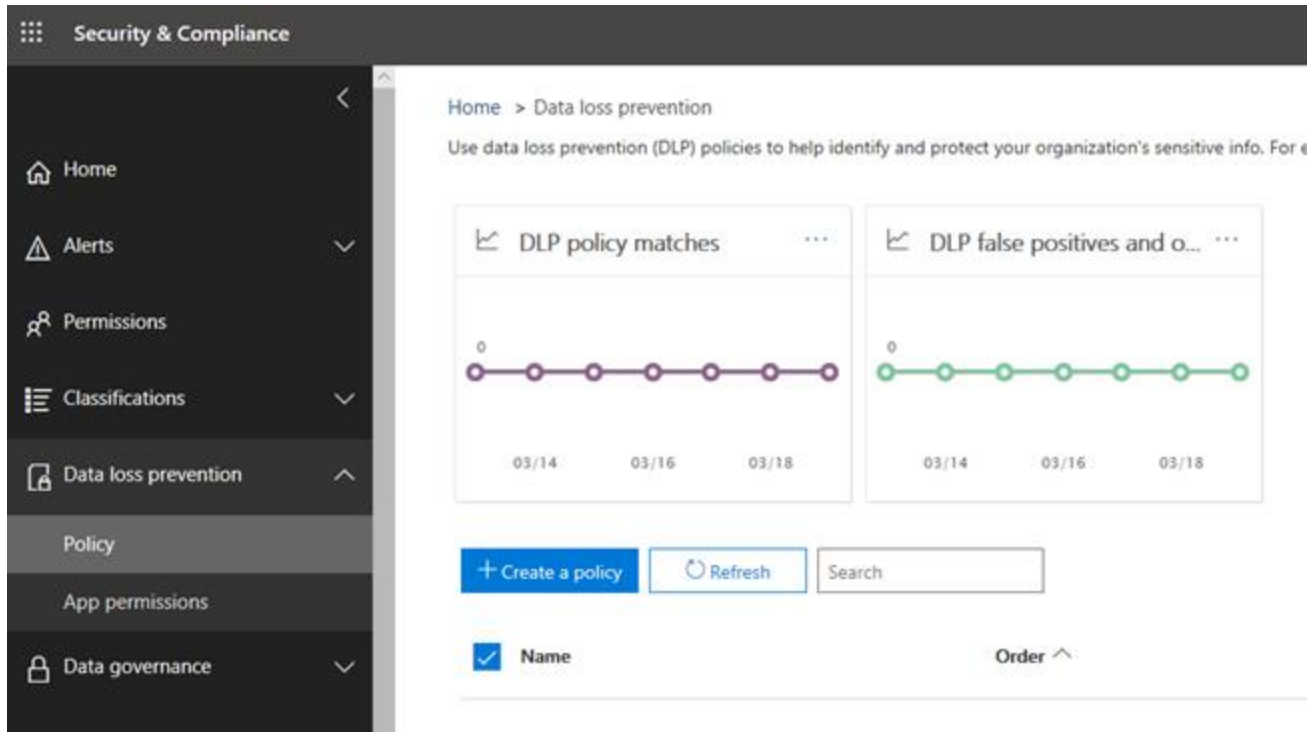 Security & Compliance
Home
Alerts
Permissions
Classifications
Data loss prevention
Policy
App permissions
Data governance
Home > Data loss prevention
Use data loss prevention (DLP) policies to help identify and protect your organization's sensitive info. For e
DLP policy matches ...
0
03/14 03/16 03/18
DLP false positives and o... ...
0
03/14 03/16 03/18
+ Create a policy Refresh Search
Name Order